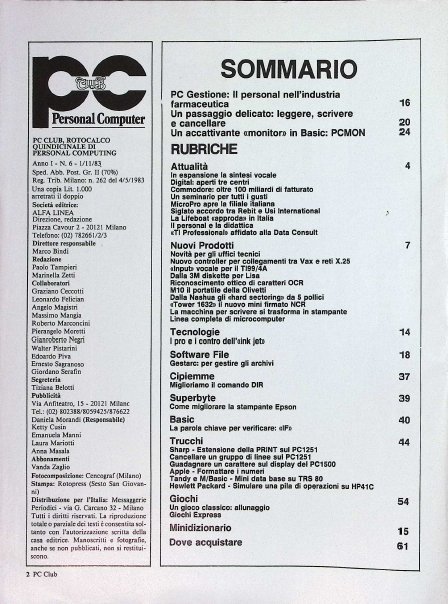 pc
CLUB
Personal Computer
PC CLUB, ROTOCALCO
QUINDICINALE DI
PERSONAL COMPUTING
Anno 1 - N. 6 - 1/11/83
Sped. Abb. Post. Gr. II (70%)
Reg. Trib. Milano: n. 262 del 4/3/1983
Una copia Lit. 1.000
arretrati il doppio
Società editrice:
ALFA LINEA
Direzione, redazione
Piazza Cavour 2 - 20121 Milano
Telefono: (02) 782661/2/3
Direttore responsabile
Marco Bindi
Redazione
Paolo Tampieri
Marinella Zetti
Collaboratori
Graziano Ceccotti
Leonardo Felician
Angelo Magistri
Massimo Mangia
Roberto Marconcini
Pierangelo Moretti
Gianroberto Negri
Walter Pistarini
Edoardo Piva
Ernesto Sagranoso
Giordano Serafin
Segreteria
Tiziana Belotti
Pubblicità
Via Anfiteatro, 15 - 20121 Milano
Tel.: (02) 802388/8059425/876622
Daniela Morandi (Responsabile)
Ketty Cusin
Emanuela Manni
Laura Mariotti
Anna Masala
Abbonamenti
Vanda Zaglio
Fotocomposizione: Cencograf (Milano)
Stampa: Rotopress (Sesto San Giovan-
ni)
Distribuzione per l'Italia: Messaggerie
Periodici - via G. Carcano 32 - Milano
Tutti i diritti riservati. La riproduzione
totale o parziale dei testi è consentita sol-
tanto con l'autorizzazione scritta della
casa editrice. Manoscritti e fotografie,
anche se non pubblicati, non si restitui-
scono.
2 PC Club
SOMMARIO
PC Gestione: Il personal nell'industria
farmaceutica 16
Un passaggio delicato: leggere, scrivere
e cancellare 20
Un accattivante «monitor» in Basic: PCMON 24
RUBRICHE
Attualità 4
In espansione la sintesi vocale
Digital: aperti tre centri
Commodore: oltre 100 miliardi di fatturato
Un seminario per tutti i gusti
MicroPro apre la filiale italiana
Siglato accordo tra Rebit e Usi International
La Lifeboat «approda» in Italia
Il personal e la didattica
«TI Professional» affidato alla Data Consult
Nuovi Prodotti 7
Novità per gli uffici tecnici
Nuovo controller per collegamenti tra Vax e reti X.25
«Input» vocale per il TI99/4A
Dalla 3M diskette per Lisa
Riconoscimento ottico di caratteri OCR
M10 il portatile della Olivetti
Dalla Nashua gli «hard sectoring» da 5 pollici
«Tower 1632» il nuovo mini firmato NCR
La macchina per scrivere si trasforma in stampante
Linea completa di microcomputer
Tecnologie 14
I pro e i contro dell'«ink jet»
Software File 18
Gestarc: per gestire gli archivi
Cipiemme 37
Miglioriamo il comando DIR
Superbyte 39
Come migliorare la stampante Epson
Basic 40
La parola chiave per verificare: «IF»
Trucchi 44
Sharp - Estensione della PRINT sul PC1251
Cancellare un gruppo di linee sul PC1251
Guadagnare un carattere sul display del PC1500
Apple - Formattare i numeri
Tandy e M/Basic - Mini data base su TRS 80
Hewlett Packard - Simulare una pila di operazioni su HP41C
Giochi 54
Un gioco classico: allunaggio
Giochi Express
Minidizionario 15
Dove acquistare 61